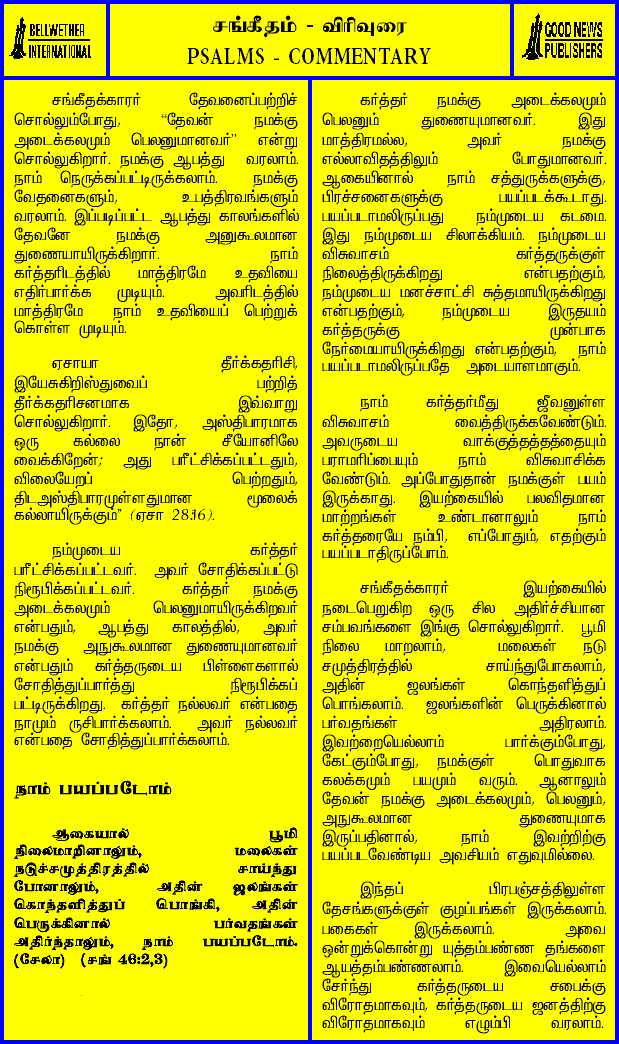 BELLWETHER
INTERNATIONAL
சங்கீதம் - விரிவுரை
PSALMS - COMMENTARY
GOOD NEWS
PUBLISHERS
சங்கீதக்காரர் தேவனைப்பற்றிச்
சொல்லும்போது, “தேவன் நமக்கு
அடைக்கலமும் பெலனுமானவர்” என்று
சொல்லுகிறார். நமக்கு ஆபத்து வரலாம்.
நாம் நெருக்கப்பட்டிருக்கலாம். நமக்கு
வேதனைகளும், உபத்திரவங்களும்
வரலாம். இப்படிப்பட்ட ஆபத்து காலங்களில்
தேவனே நமக்கு அனுகூலமான
துணையாயிருக்கிறார். நாம்
கர்த்தரிடத்தில் மாத்திரமே உதவியை
எதிர்பார்க்க முடியும். அவரிடத்தில்
மாத்திரமே நாம் உதவியைப் பெற்றுக்
கொள்ள முடியும்.
ஏசாயா தீர்க்கதரிசி,
இயேசுகிறிஸ்துவைப் பற்றித்
தீர்க்கதரிசனமாக இவ்வாறு
சொல்லுகிறார். இதோ, அஸ்திபாரமாக
ஒரு கல்லை நான் சீயோனிலே
வைக்கிறேன்; அது பரீட்சிக்கப்பட்டதும்,
விலையேறப் பெற்றதும்,
திடஅஸ்திபாரமுள்ளதுமான மூலைக்
கல்லாயிருக்கும்" (ஏசா 28:16).
நம்முடைய கர்த்தர்
பரீட்சிக்கப்பட்டவர். அவர் சோதிக்கப்பட்டு
நிரூபிக்கப்பட்டவர். கர்த்தர் நமக்கு
அடைக்கலமும் பெலனுமாயிருக்கிறவர்
என்பதும், ஆபத்து காலத்தில், அவர்
நமக்கு அநுகூலமான துணையுமானவர்
என்பதும் கர்த்தருடைய பிள்ளைகளால்
சோதித்துப்பார்த்து நிரூபிக்கப்
பட்டிருக்கிறது. கர்த்தர் நல்லவர் என்பதை
நாமும் ருசிபார்க்கலாம். அவர் நல்லவர்
என்பதை சோதித்துப்பார்க்கலாம்.
நாம் பயப்படோம்
ஆகையால் பூமி
நிலைமாறினாலும், மலைகள்
நடுச்சமுத்திரத்தில் சாய்ந்து
போனாலும், அதின் ஜலங்கள்
கொந்தளித்துப் பொங்கி, அதின்
பெருக்கினால் பர்வதங்கள்
அதிர்ந்தாலும், நாம் பயப்படோம்.
(சேலா) (சங் 46:2,3)
கர்த்தர் நமக்கு அடைக்கலமும்
பெலனும் துணையுமானவர். இது
மாத்திரமல்ல, அவர் நமக்கு
எல்லாவிதத்திலும் போதுமானவர்.
ஆகையினால் நாம் சத்துருக்களுக்கு,
பிரச்சனைகளுக்கு பயப்படக்கூடாது.
பயப்படாமலிருப்பது நம்முடைய கடமை.
இது நம்முடைய சிலாக்கியம். நம்முடைய
விசுவாசம் கர்த்தருக்குள்
நிலைத்திருக்கிறது என்பதற்கும்,
நம்முடைய மனச்சாட்சி சுத்தமாயிருக்கிறது
என்பதற்கும், நம்முடைய இருதயம்
கர்த்தருக்கு முன்பாக
நேர்மையாயிருக்கிறது என்பதற்கும், நாம்
பயப்படாமலிருப்பதே அடையாளமாகும்.
நாம் கர்த்தர்மீது ஜீவனுள்ள
விசுவாசம் வைத்திருக்கவேண்டும்.
அவருடைய வாக்குத்தத்தத்தையும்
பராமரிப்பையும் நாம் விசுவாசிக்க
வேண்டும். அப்போதுதான் நமக்குள் பயம்
இருக்காது. இயற்கையில் பலவிதமான
மாற்றங்கள் உண்டானாலும் நாம்
கர்த்தரையே நம்பி, எப்போதும், எதற்கும்
பயப்படாதிருப்போம்.
சங்கீதக்காரர் இயற்கையில்
நடைபெறுகிற ஒரு சில அதிர்ச்சியான
சம்பவங்களை இங்கு சொல்லுகிறார். பூமி
நிலை மாறலாம், மலைகள் நடு
சமுத்திரத்தில் சாய்ந்துபோகலாம்,
அதின் ஜலங்கள் கொந்தளித்துப்
பொங்கலாம். ஜலங்களின் பெருக்கினால்
பர்வதங்கள் அதிரலாம்.
இவற்றையெல்லாம் பார்க்கும்போது,
கேட்கும்போது, நமக்குள் பொதுவாக
கலக்கமும் பயமும் வரும். ஆனாலும்
தேவன் நமக்கு அடைக்கலமும், பெலனும்,
அநுகூலமான துணையுமாக
இருப்பதினால், நாம் இவற்றிற்கு
பயப்படவேண்டிய அவசியம் எதுவுமில்லை.
இந்தப் பிரபஞ்சத்திலுள்ள
தேசங்களுக்குள் குழப்பங்கள் இருக்கலாம்.
பகைகள் இருக்கலாம். அவை
ஒன்றுக்கொன்று யுத்தம்பண்ண தங்களை
ஆயத்தம்பண்ணலாம். இவையெல்லாம்
சேர்ந்து கர்த்தருடைய சபைக்கு
விரோதமாகவும், கர்த்தருடைய ஜனத்திற்கு
விரோதமாகவும் எழும்பி வரலாம்.